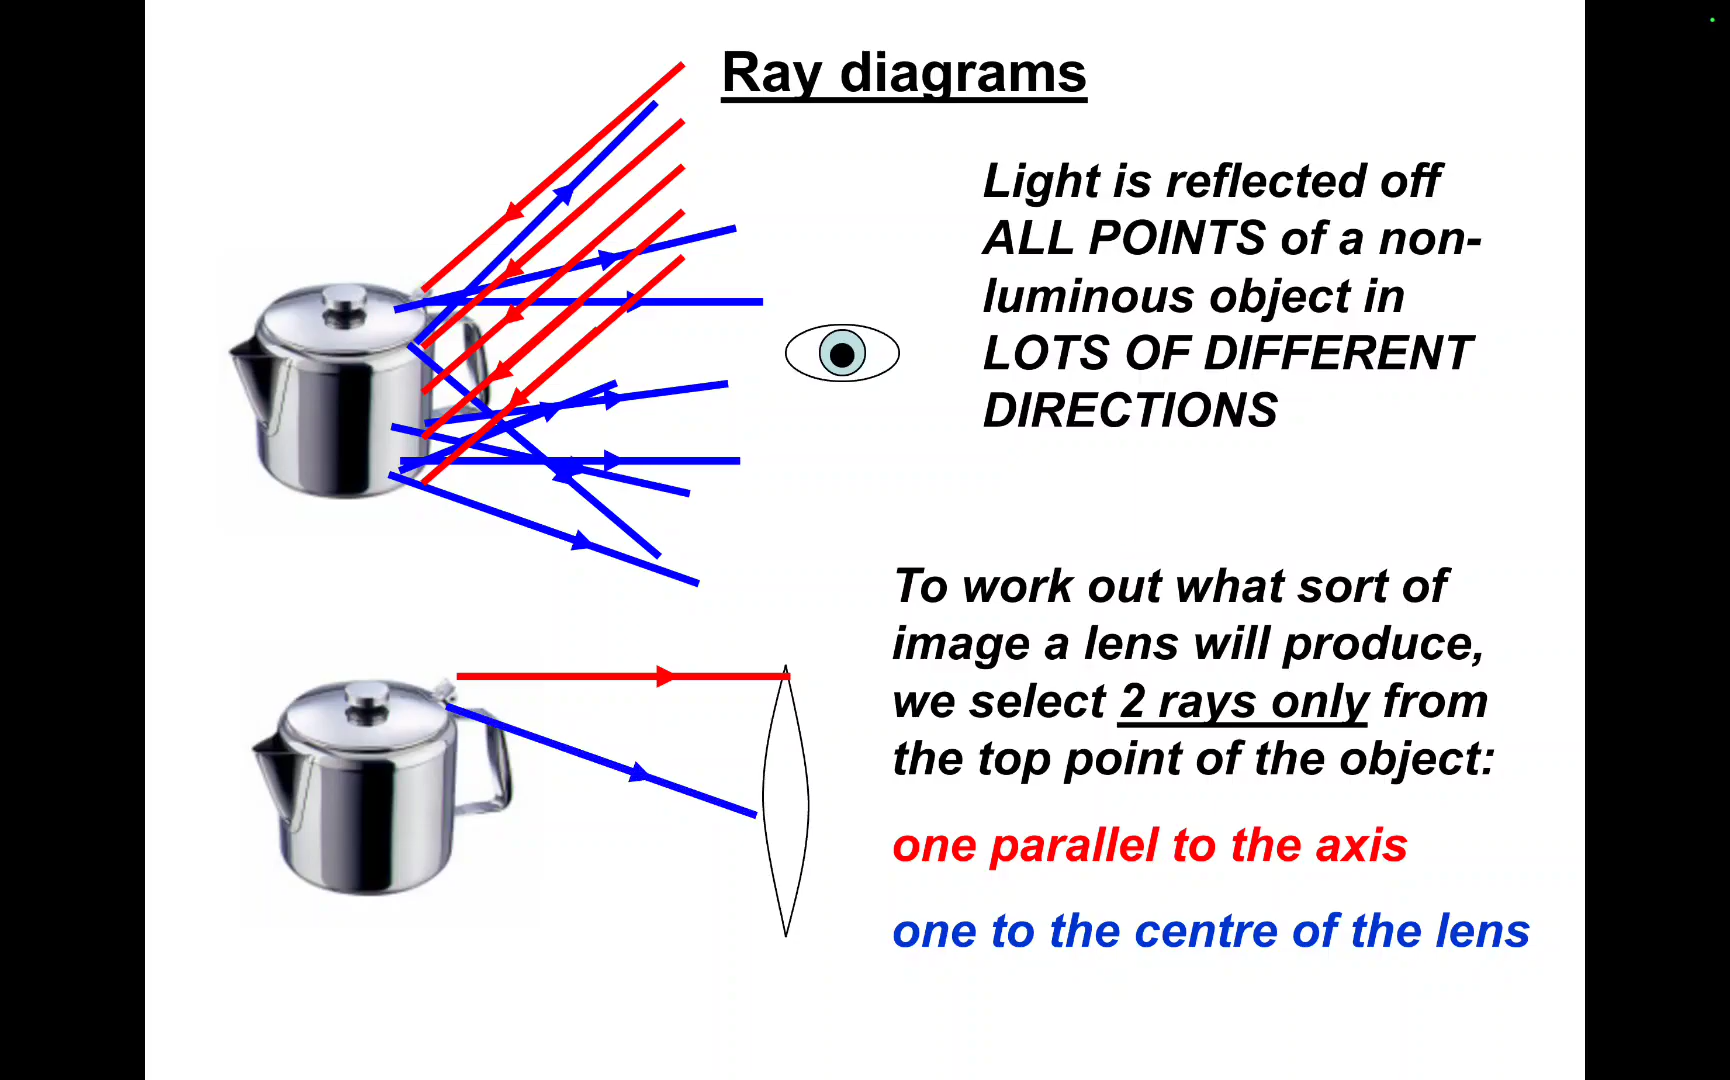 Ray diagrams
Light is reflected off
ALL POINTS of a non-
luminous object in
LOTS OF DIFFERENT
DIRECTIONS
To work out what sort of
image a lens will produce,
we select 2 rays only from
the top point of the object:
one parallel to the axis
one to the centre of the lens